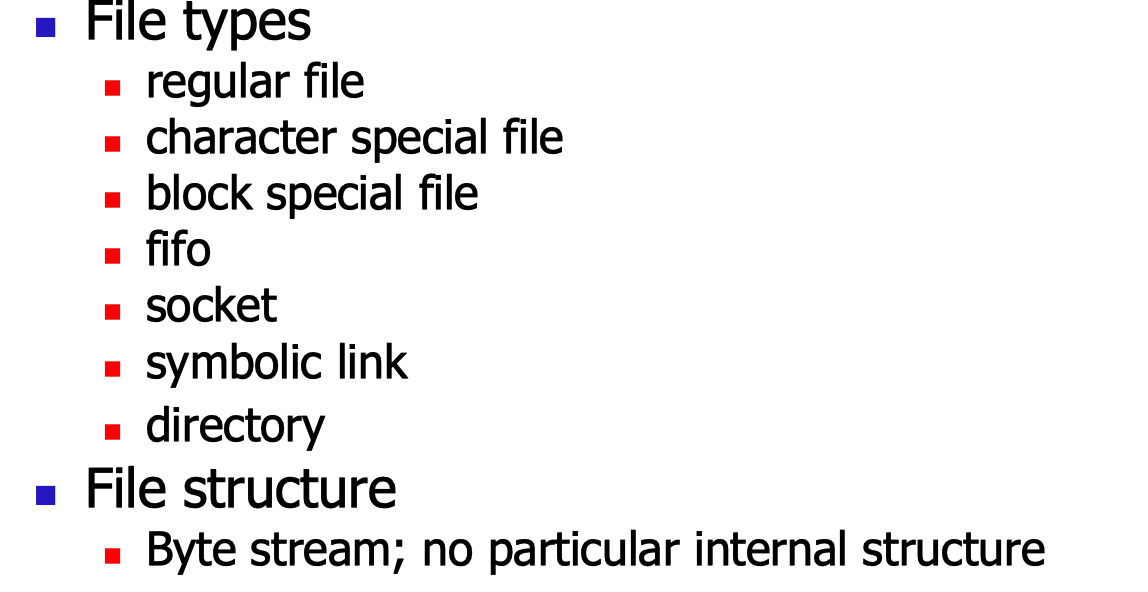 File types
regular file
character special file
block special file
fifo
socket
symbolic link
directory
File structure
Byte stream; no particular internal structure